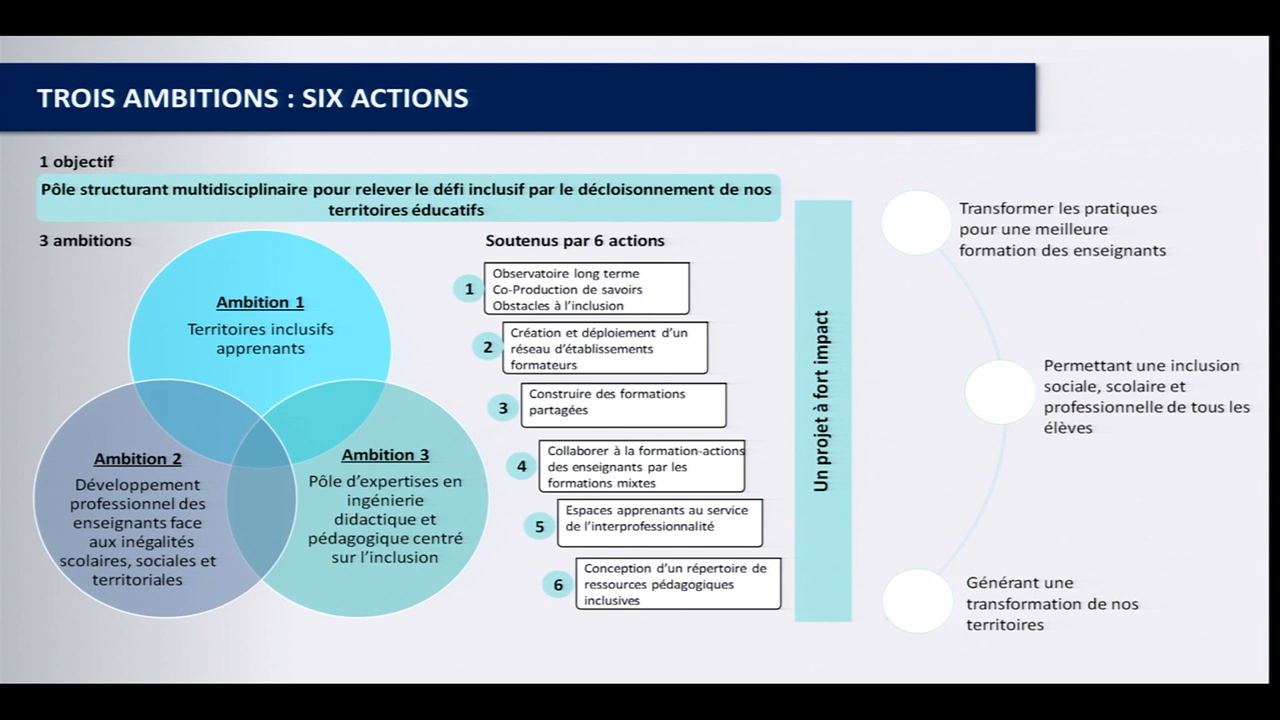 TROIS AMBITIONS : SIX ACTIONS
1 objectif
Pôle structurant multidisciplinaire pour relever le défi inclusif par le décloisonnement de nos
territoires éducatifs
3 ambitions
Ambition 1
Territoires inclusifs
apprenants
Ambition 2
Développement
professionnel des
enseignants face
aux inégalités
scolaires, sociales et
territoriales
Ambition 3
Pôle d'expertises en
ingénierie
didactique et
pédagogique centré
sur l'inclusion
Soutenus par 6 actions
1
Observatoire long terme
Co-Production de savoirs
Obstacles à l'inclusion
2
Création et déploiement d'un
réseau d'établissements
formateurs
3
Construire des formations
partagées
4
Collaborer à la formation-actions
des enseignants par les
formations mixtes
5
Espaces apprenants au service
de l'interprofessionnalité
6
Conception d'un répertoire de
ressources pédagogiques
inclusives
Un projet à fort impact
Transformer les pratiques
pour une meilleure
formation des enseignants
Permettant une inclusion
sociale, scolaire et
professionnelle de tous les
élèves
Générant une
transformation de nos
territoires